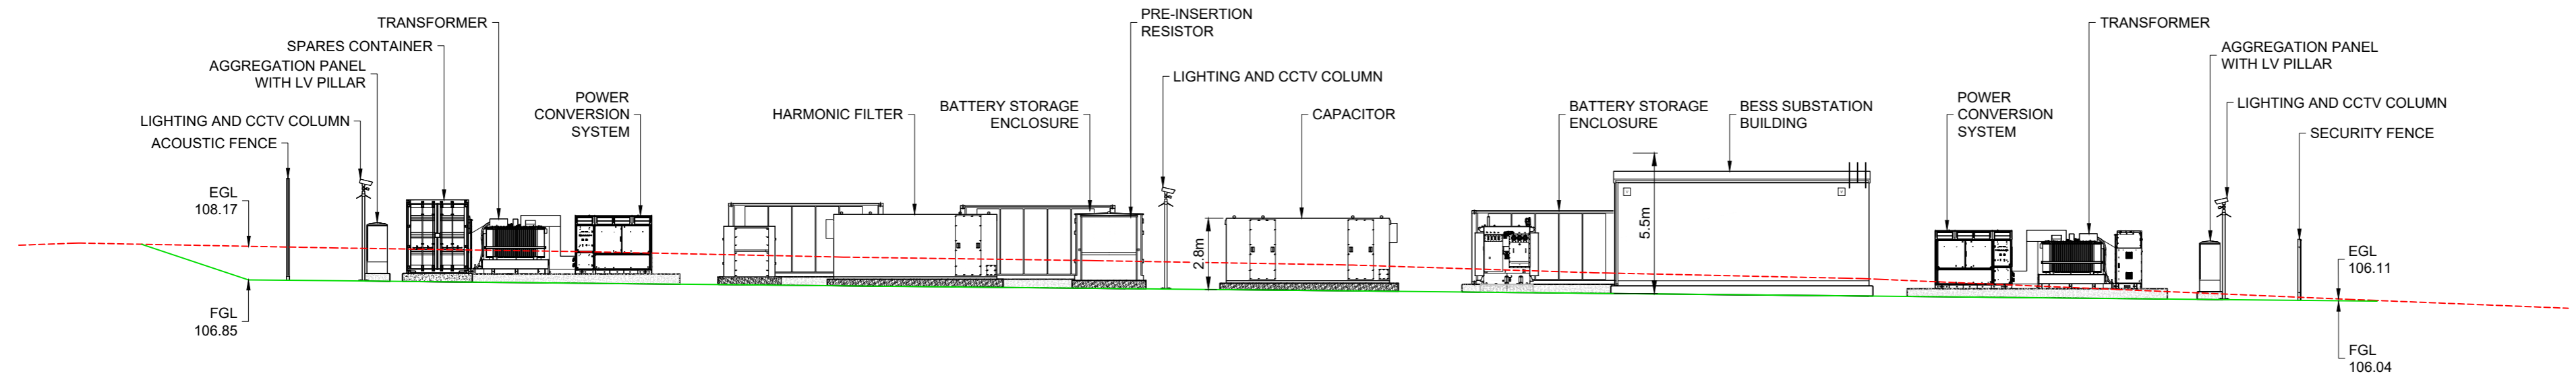 TRANSFORMER
SPARES CONTAINER
AGGREGATION PANEL
WITH LV PILLAR
LIGHTING AND CCTV COLUMN
ACOUSTIC FENCE
EGL
108.17
FGL
106.85
POWER
CONVERSION
SYSTEM
HARMONIC FILTER
BATTERY STORAGE
ENCLOSURE
PRE-INSERTION
RESISTOR
LIGHTING AND CCTV COLUMN
2.8m
CAPACITOR
BATTERY STORAGE
ENCLOSURE
5.5m
BESS SUBSTATION
BUILDING
POWER
CONVERSION
SYSTEM
TRANSFORMER
AGGREGATION PANEL
WITH LV PILLAR
LIGHTING AND CCTV COLUMN
SECURITY FENCE
EGL
106.11
FGL
106.04